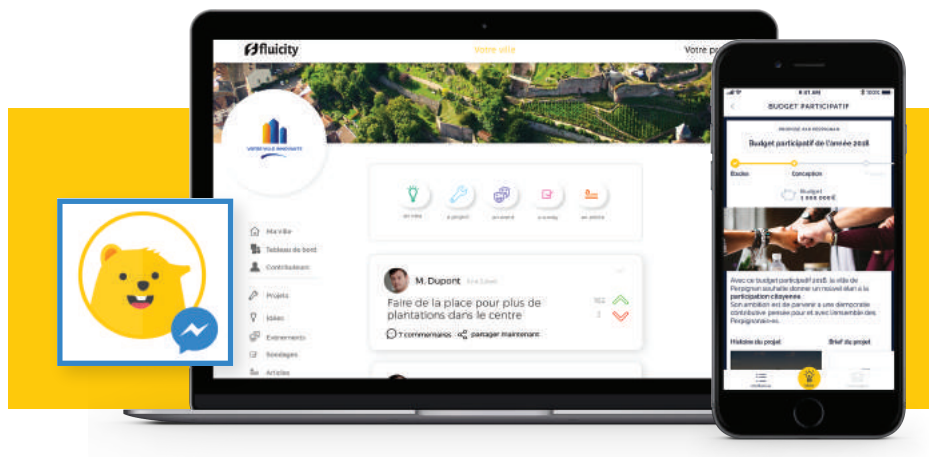 fluicity
Votre ville
Votre p
VOTRE VILLE INNOVANTE
Ma ville
Tableau de bord
Contributeurs
Projets
Idées
Evénements
Sondages
Articles
M. Dupont
Faire de la place pour plus de
plantations dans le centre
7 commentaires
partager maintenant
BUDGET PARTICIPATIF
Budget participatif de l'année 2018
Etudes
Conception
Budget
Avec ce budget participatif 2018, la ville de
Perpignan souhaite donner un nouvel élan à la
participation citoyenne.
Son ambition est de parvenir à une démocratie
contributive pensée pour et avec l'ensemble des
Perpignanais·es.
Histoire du projet
Brief du projet